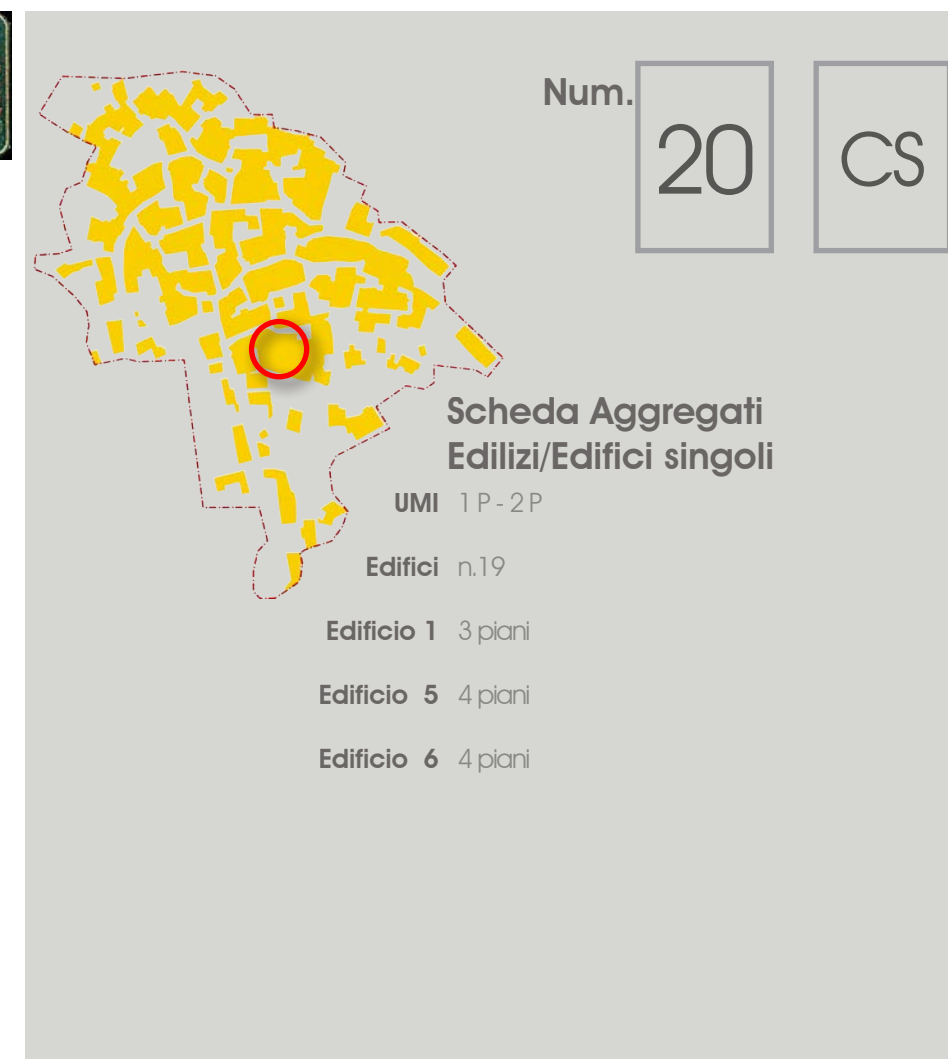 Num.
20
CS
Scheda Aggregati
Edilizi/Edifici singoli
UMI 1 P - 2 P
Edifici n.19
Edificio 1 3 piani
Edificio 5 4 piani
Edificio 6 4 piani